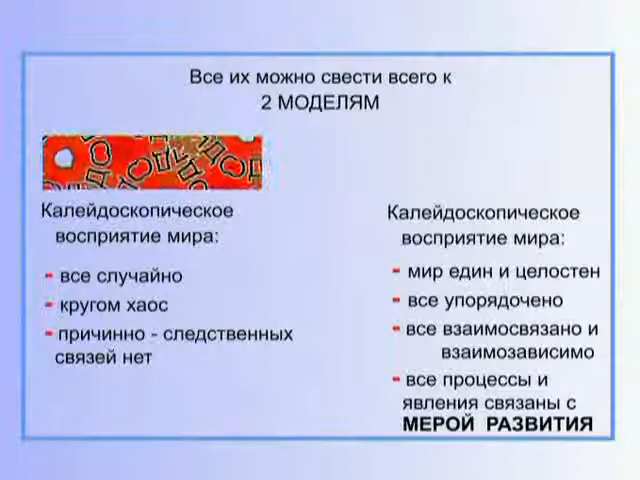 Все их можно свести всего к
2 МОДЕЛЯМ
Калейдоскопическое
восприятие мира:
- все случайно
- кругом хаос
- причинно - следственных
связей нет
Калейдоскопическое
восприятие мира:
- мир един и целостен
- все упорядочено
- все взаимосвязано и
взаимозависимо
- все процессы и
явления связаны с
МЕРОЙ РАЗВИТИЯ